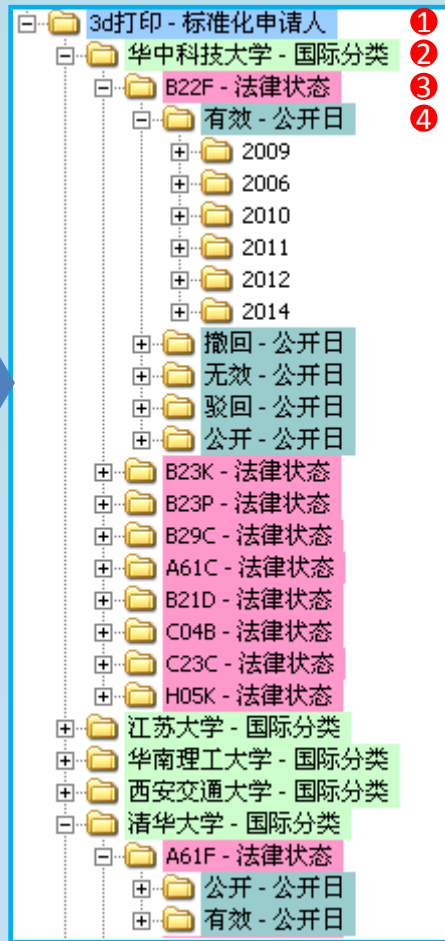 3d打印 - 标准化申请人 1
华中科技大学 - 国际分类 2
B22F - 法律状态 3
有效 - 公开日 4
2009
2006
2010
2011
2012
2014
撤回 - 公开日
无效 - 公开日
驳回 - 公开日
公开 - 公开日
B23K - 法律状态
B23P - 法律状态
B29C - 法律状态
A61C - 法律状态
B21D - 法律状态
C04B - 法律状态
C23C - 法律状态
H05K - 法律状态
江苏大学 - 国际分类
华南理工大学 - 国际分类
西安交通大学 - 国际分类
清华大学 - 国际分类
A61F - 法律状态
公开 - 公开日
有效 - 公开日